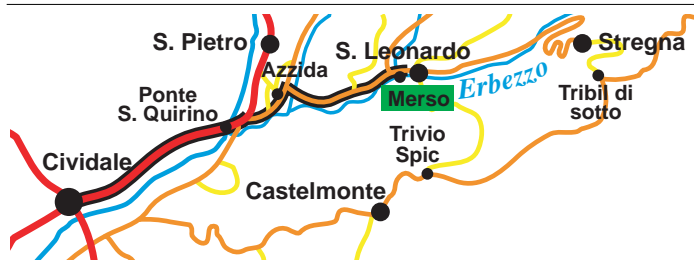 S. Pietro
S. Leonardo
Stregna
Azzida
Erbezzo
Ponte
S. Quirino
Merso
Tribil di
sotto
Trivio
Spic
Cividale
Castelmonte